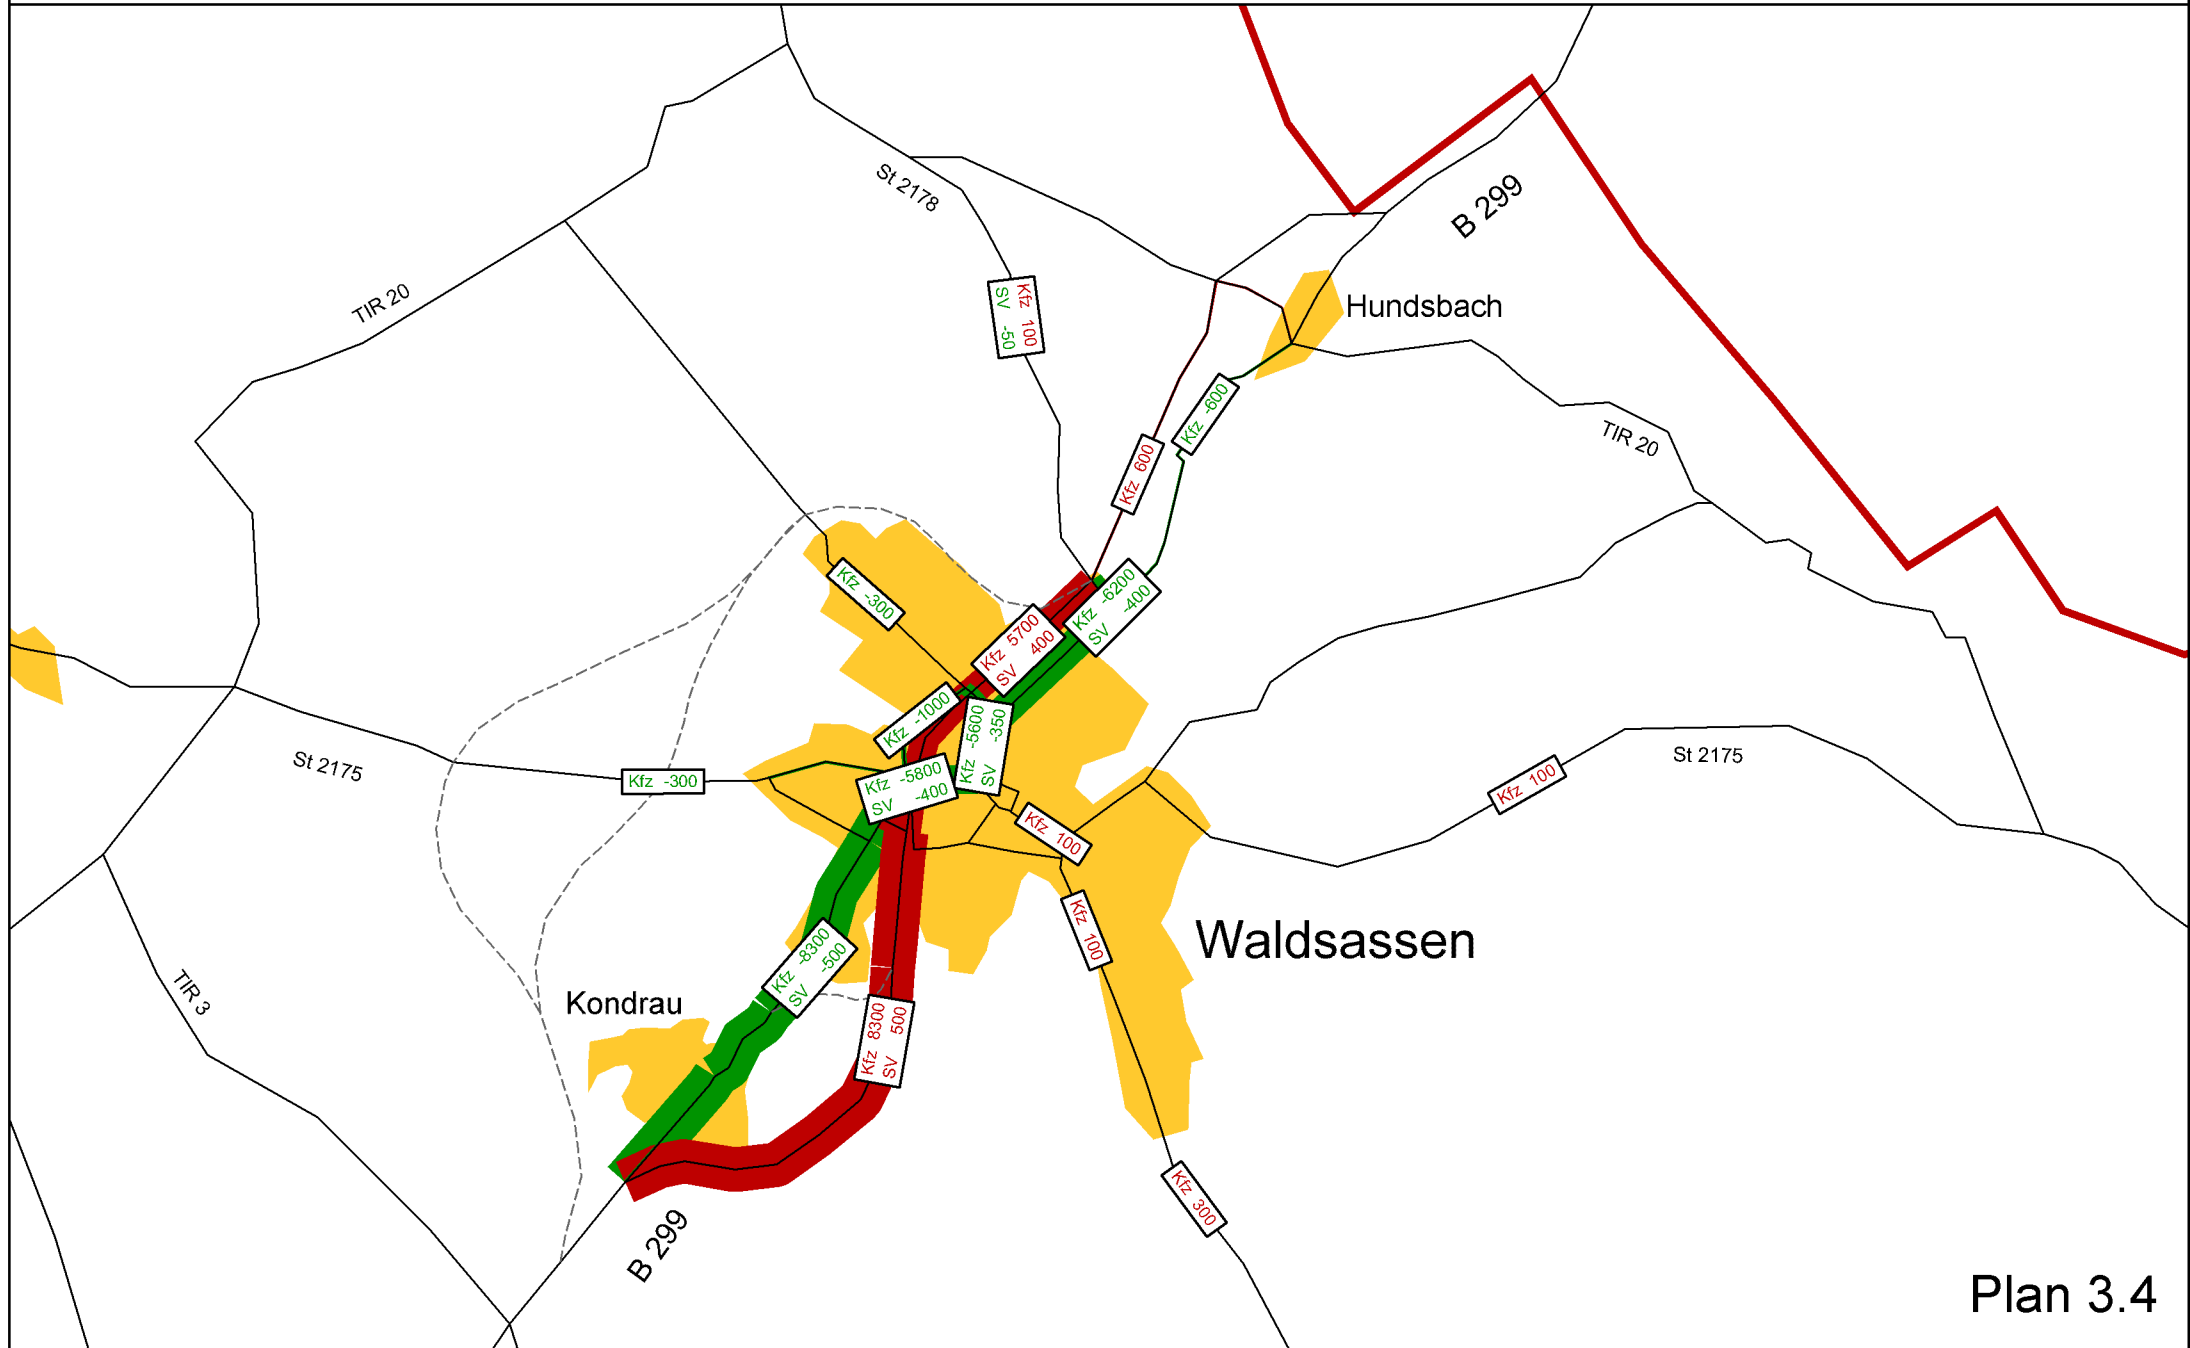 St 2178
B 299
TIR 20
Kfz 100
SV -50
Hundsbach
Kfz -600
Kfz 600
TIR 20
Kfz -300
Kfz -6200
SV -400
Kfz 5700
SV 400
Kfz -1000
Kfz -5600
SV -350
St 2175
Kfz -300
Kfz -5800
SV -400
St 2175
Kfz 100
Kfz 100
Kfz 100
Waldsassen
Kfz -8300
SV -500
TIR 3
Kondrau
Kfz 8300
SV 500
Kfz 300
B 299
Plan 3.4